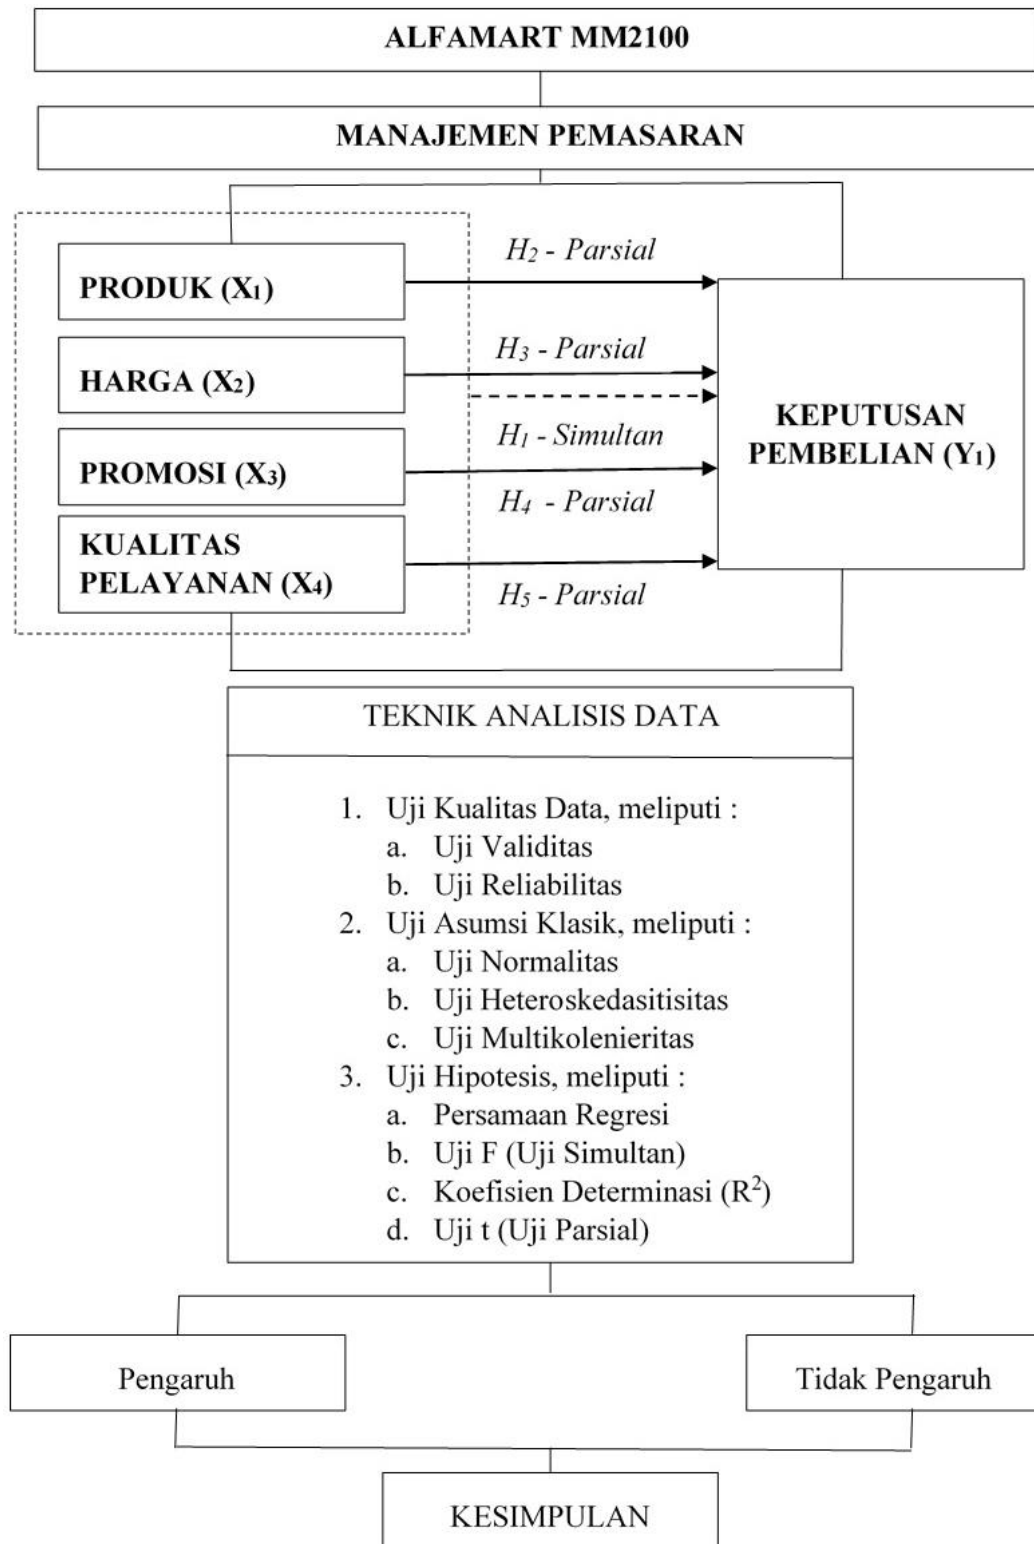 ALFAMART MM2100
MANAJEMEN PEMASARAN
H₂ - Parsial
PRODUK (X₁)
H₃ - Parsial
HARGA (X₂)
H₁ - Simultan
PROMOSI (X₃)
H₄ - Parsial
KUALITAS
PELAYANAN (X₄)
H₅ - Parsial
KEPUTUSAN
PEMBELIAN (Y₁)
TEKNIK ANALISIS DATA
1. Uji Kualitas Data, meliputi :
a. Uji Validitas
b. Uji Reliabilitas
2. Uji Asumsi Klasik, meliputi :
a. Uji Normalitas
b. Uji Heteroskedasitisitas
c. Uji Multikolenieritas
3. Uji Hipotesis, meliputi :
a. Persamaan Regresi
b. Uji F (Uji Simultan)
c. Koefisien Determinasi (R²)
d. Uji t (Uji Parsial)
Pengaruh
Tidak Pengaruh
KESIMPULAN